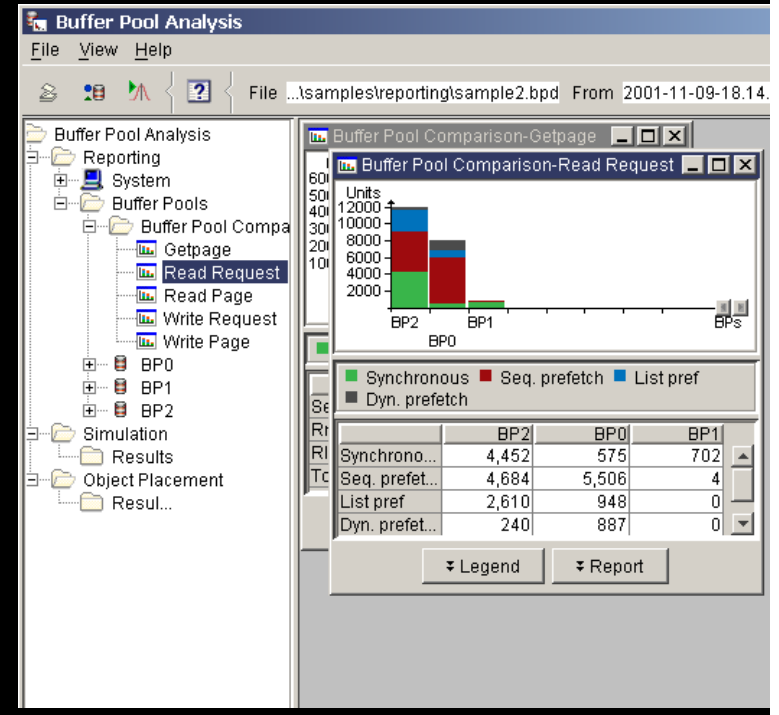 Buffer Pool Analysis
File View Help
File ...\samples\reporting\sample2.bpd From 2001-11-09-18.14.
Buffer Pool Analysis
Reporting
System
Buffer Pools
Buffer Pool Compa
Getpage
Read Request
Read Page
Write Request
Write Page
BP0
BP1
BP2
Simulation
Results
Object Placement
Resul...
Buffer Pool Comparison-Getpage
Buffer Pool Comparison-Read Request
Units
12000
10000
8000
6000
4000
2000
BP2 BP1 BPs
BP0
Synchronous Seq. prefetch List pref
Dyn. prefetch
BP2 BP0 BP1
Synchrono... 4,452 575 702
Seq. prefet... 4,684 5,506 4
List pref 2,610 948 0
Dyn. prefet... 240 887 0
Legend Report